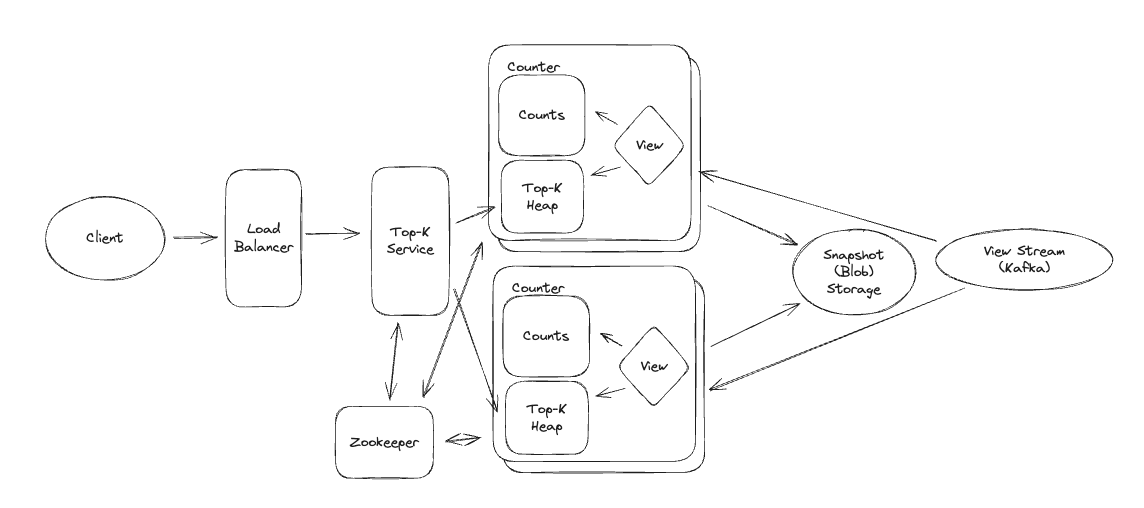 Client
Load
Balancer
Top-K
Service
Zookeeper
Counter
Counts
Top-K
Heap
View
Counter
Counts
Top-K
Heap
View
Snapshot
(Blob)
Storage
View Stream
(Kafka)